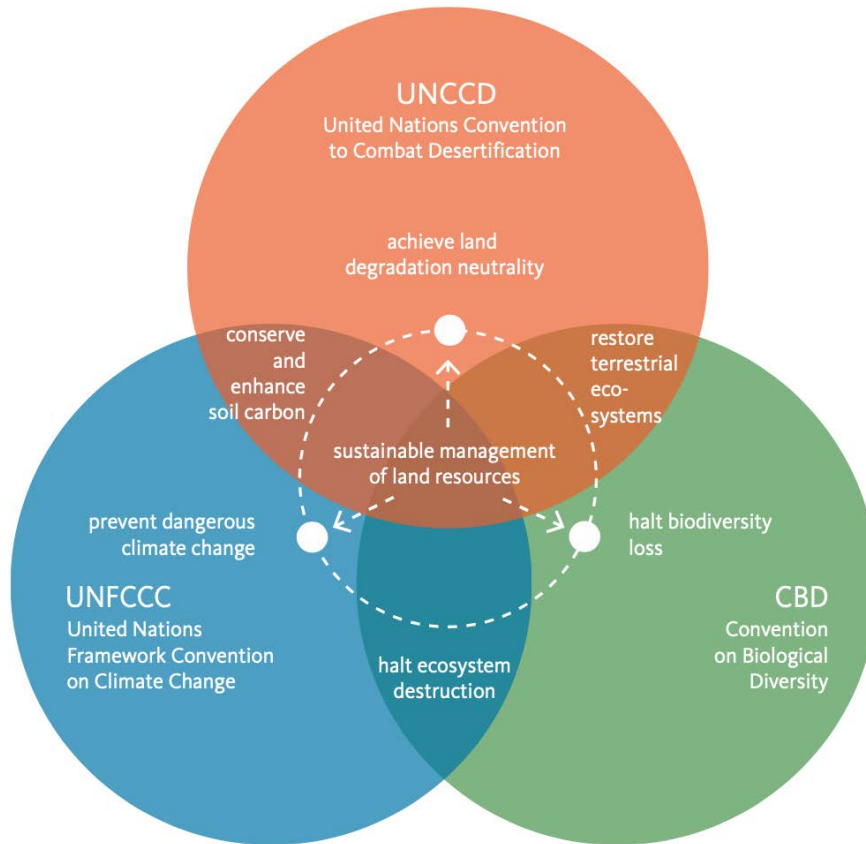 UNCCD
United Nations Convention
to Combat Desertification
achieve land
degradation neutrality
conserve
and
enhance
soil carbon
restore
terrestrial
eco-
systems
sustainable management
of land resources
prevent dangerous
climate change
halt biodiversity
loss
UNFCCC
United Nations
Framework Convention
on Climate Change
CBD
Convention
on Biological
Diversity
halt ecosystem
destruction